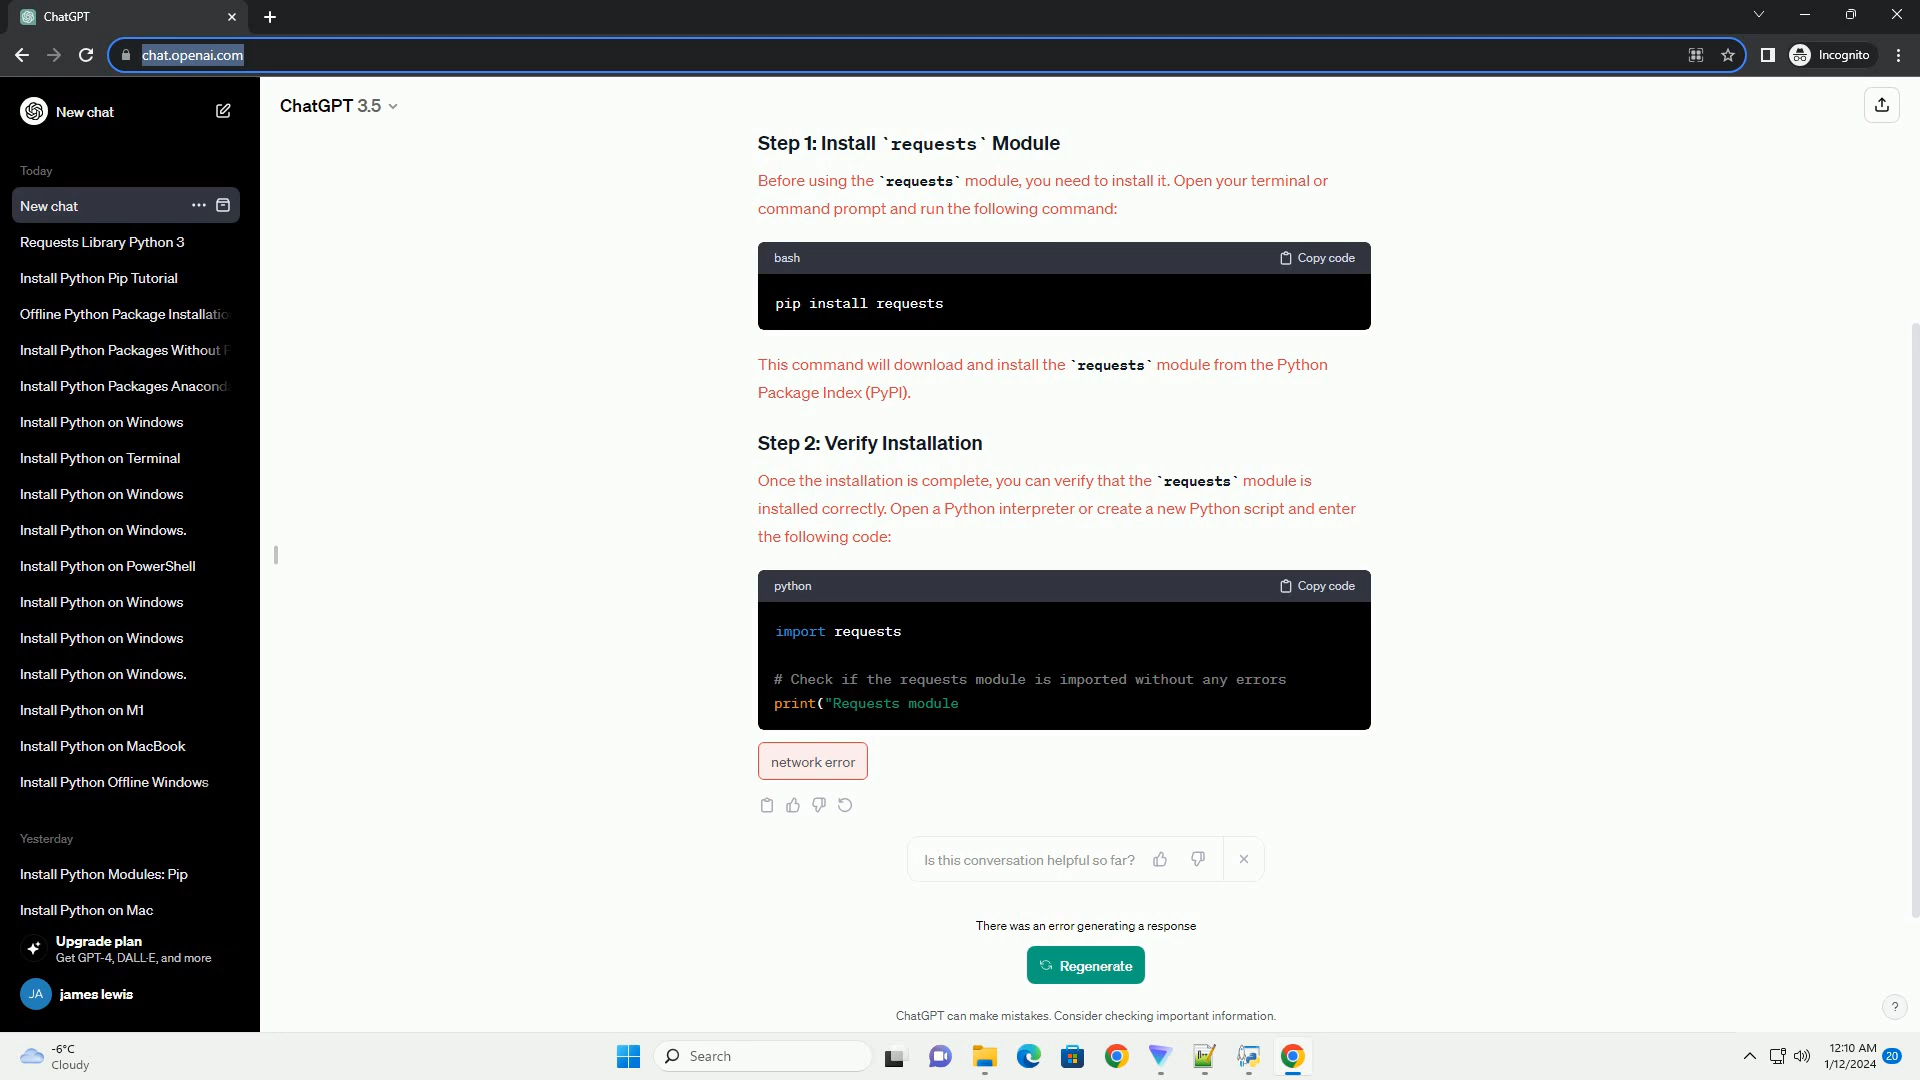 ChatGPT
chat.openai.com
Incognito
New chat
Today
New chat
Requests Library Python 3
Install Python Pip Tutorial
Offline Python Package Installatio
Install Python Packages Without
Install Python Packages Anacond
Install Python on Windows
Install Python on Terminal
Install Python on Windows
Install Python on Windows.
Install Python on PowerShell
Install Python on Windows
Install Python on Windows
Install Python on Windows.
Install Python on M1
Install Python on MacBook
Install Python Offline Windows
Yesterday
Install Python Modules: Pip
Install Python on Mac
Upgrade plan
Get GPT-4, DALL·E, and more
JA james lewis
ChatGPT 3.5
Step 1: Install `requests` Module
Before using the `requests` module, you need to install it. Open your terminal or
command prompt and run the following command:
bash Copy code
pip install requests
This command will download and install the `requests` module from the Python
Package Index (PyPI).
Step 2: Verify Installation
Once the installation is complete, you can verify that the `requests` module is
installed correctly. Open a Python interpreter or create a new Python script and enter
the following code:
python Copy code
import requests
# Check if the requests module is imported without any errors
print("Requests module
network error
Is this conversation helpful so far?
There was an error generating a response
Regenerate
ChatGPT can make mistakes. Consider checking important information.
?
-6°C
Cloudy
Search
12:10 AM
1/12/2024
20